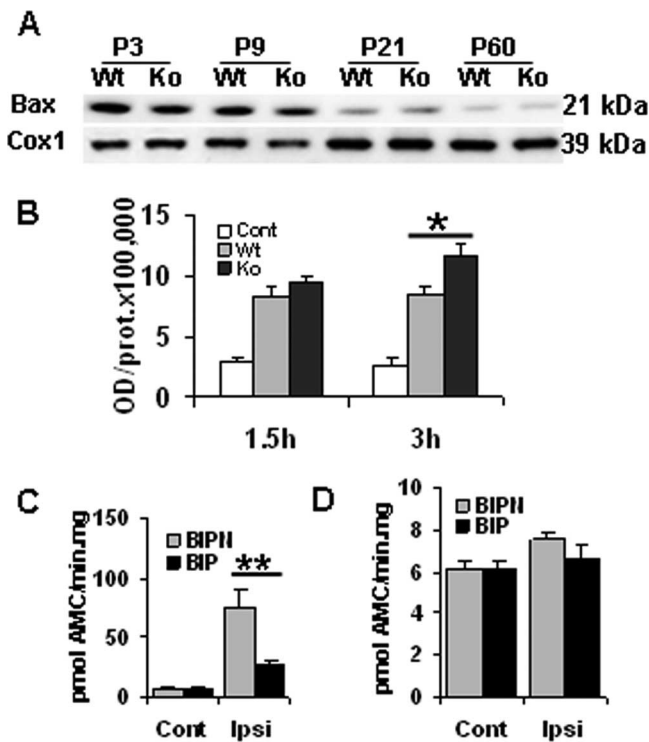 A
P3 P9 P21 P60
Wt Ko Wt Ko Wt Ko Wt Ko
Bax 21 kDa
Cox1 39 kDa
B
OD/prot.x100,000
15
10
5
0
Cont
Wt
Ko
*
1.5h 3h
C
pmol AMC/min.mg
150
100
50
0
BIPN
BIP
**
Cont Ipsi
D
pmol AMC/min.mg
10
8
6
4
2
0
BIPN
BIP
Cont Ipsi